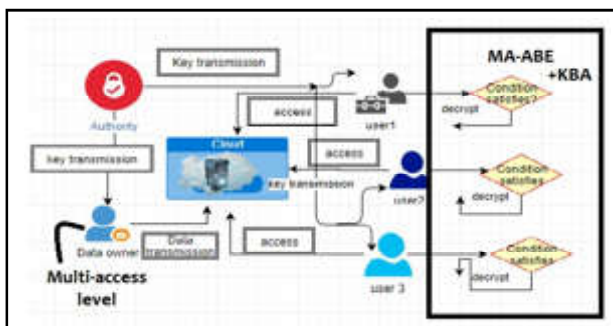 Key transmission
MA-ABE
+KBA
Authority
access
user1
decrypt
Condition
satisfies?
key transmission
Cloud
access
key transmission
user2
Condition
satisfies
decrypt
Data owner
Data
transmission
access
user 3
Condition
satisfies
decrypt
Multi-access
level